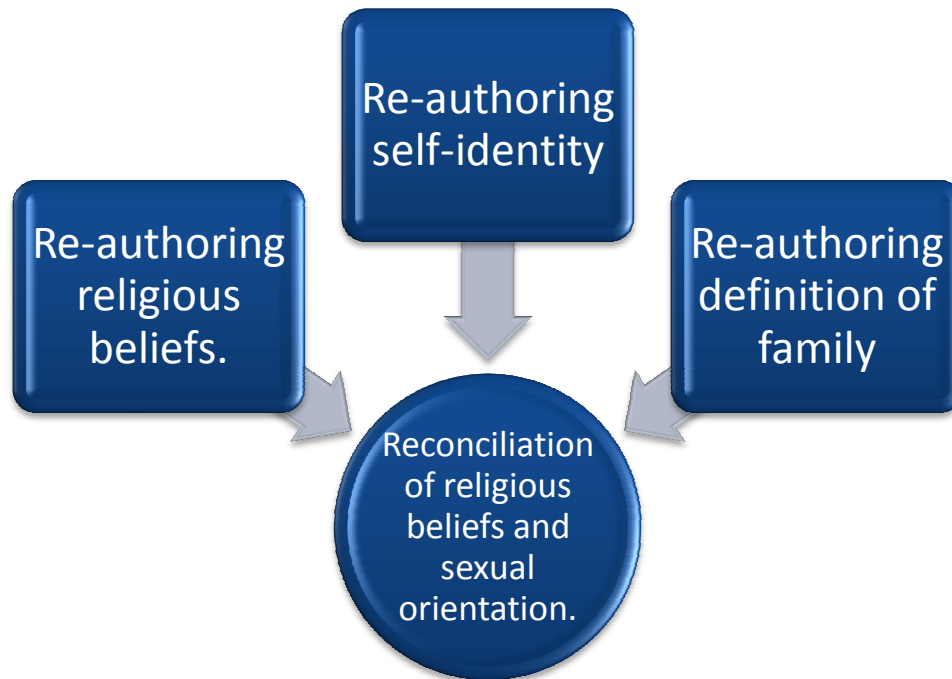 Re-authoring
self-identity
Re-authoring
religious
beliefs.
Re-authoring
definition of
family
Reconciliation
of religious
beliefs and
sexual
orientation.